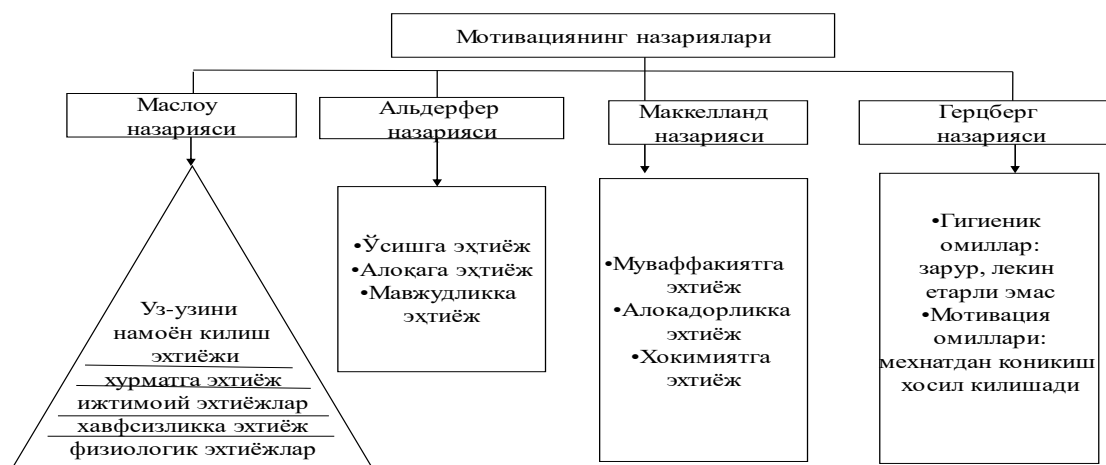 Мотивациянинг назариялари
Маслоу
назарияси
Альдерфер
назарияси
Маккелланд
назарияси
Герцберг
назарияси
Уз-узини
намоён килиш
эхтиёжи
хурматга эхтиёж
ижтимоий эхтиёжлар
хавфсизликка эхтиёж
физиологик эхтиёжлар
•Ўсишга эҳтиёж
•Алоқага эҳтиёж
•Мавжудликка
эҳтиёж
•Муваффакиятга
эхтиёж
•Алокадорликка
эхтиёж
•Хокимиятга
эхтиёж
•Гигиеник
омиллар:
зарур, лекин
етарли эмас
•Мотивация
омиллари:
мехнатдан коникиш
хосил килишади